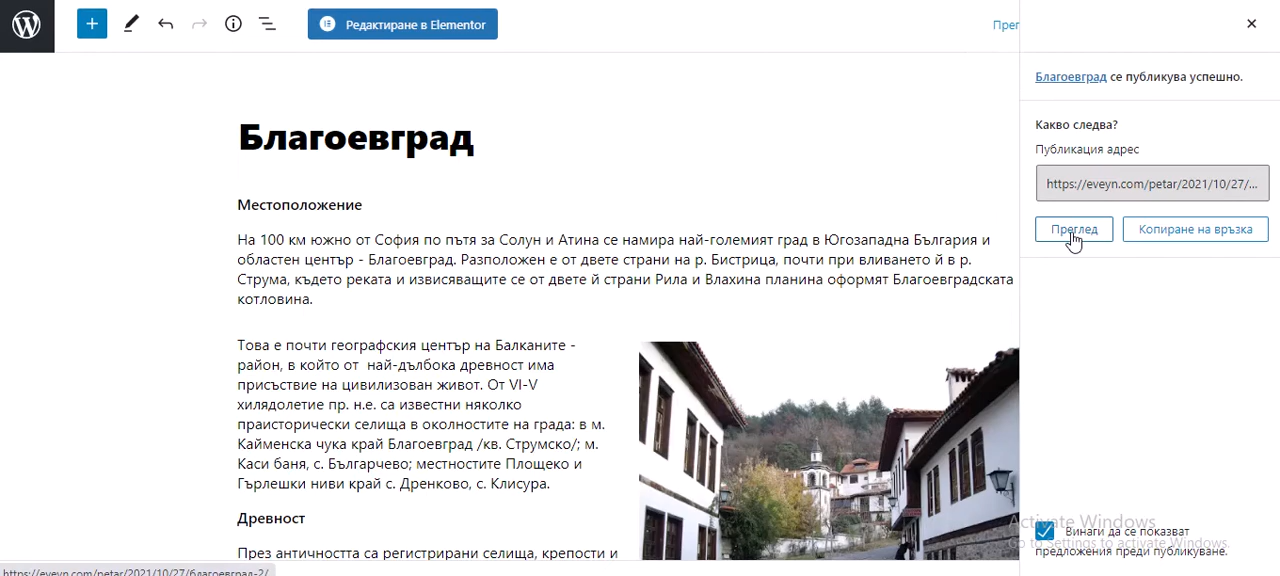 Редактиране в Elementor
Прег
Благоевград се публикува успешно.
Какво следва?
Публикация адрес
https://eveyn.com/petar/2021/10/27/...
Преглед
Копиране на връзка
Благоевград
Местоположение
На 100 км южно от София по пътя за Солун и Атина се намира най-големият град в Югозападна България и
областен център - Благоевград. Разположен е от двете страни на р. Бистрица, почти при вливането ѝ в р.
Струма, където реката и извисяващите се от двете ѝ страни Рила и Влахина планина оформят Благоевградската
котловина.
Това е почти географския център на Балканите -
район, в който от най-дълбока древност има
присъствие на цивилизован живот. От VI-V
хилядолетие пр. н.е. са известни няколко
праисторически селища в околностите на града: в м.
Кайменска чука край Благоевград /кв. Струмско/; м.
Каси баня, с. Българчево; местностите Площеко и
Гърлешки ниви край с. Дренково, с. Клисура.
Древност
През античността са регистрирани селища, крепости и
Activate Windows
Go to Settings to activate Windows.
Винаги да се показват
предложения преди публикуване.
https://eveyn.com/petar/2021/10/27/благоевград-2/